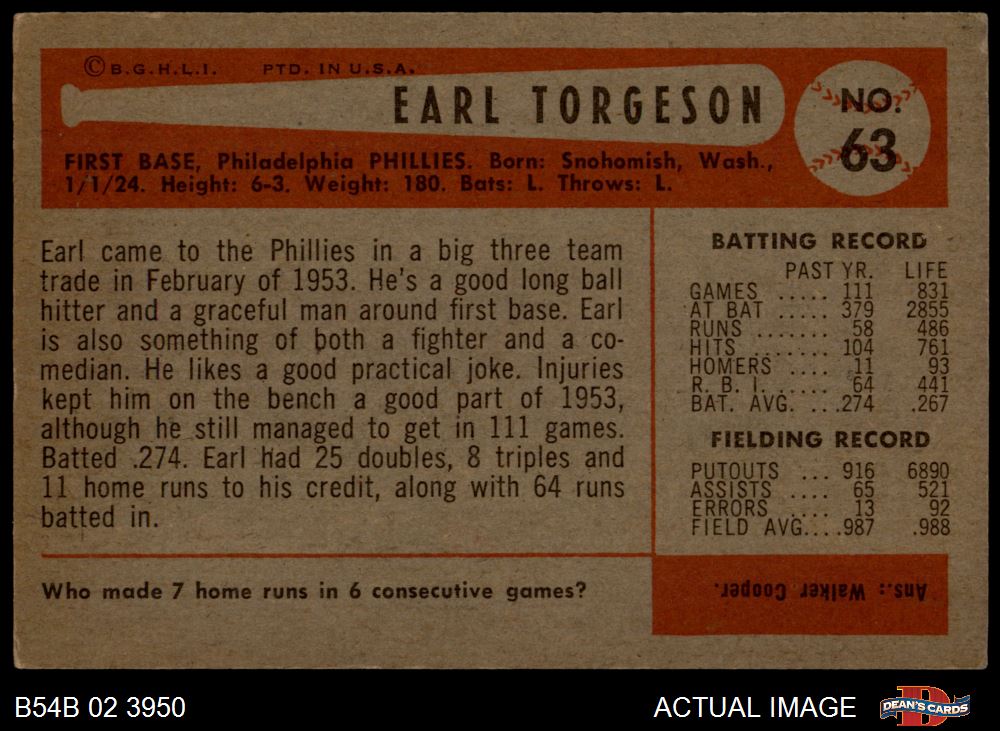 © B.G.H.L.I. PTD. IN U.S.A.
EARL TORGESON
NO.
63
FIRST BASE, Philadelphia PHILLIES. Born: Snohomish, Wash.,
1/1/24. Height: 6-3. Weight: 180. Bats: L. Throws: L.
Earl came to the Phillies in a big three team
trade in February of 1953. He's a good long ball
hitter and a graceful man around first base. Earl
is also something of both a fighter and a co-
median. He likes a good practical joke. Injuries
kept him on the bench a good part of 1953,
although he still managed to get in 111 games.
Batted .274. Earl had 25 doubles, 8 triples and
11 home runs to his credit, along with 64 runs
batted in.
BATTING RECORD
PAST YR. LIFE
GAMES ..... 111 831
AT BAT ..... 379 2855
RUNS ....... 58 486
HITS ....... 104 761
HOMERS .... 11 93
R. B. I. ...... 64 441
BAT. AVG. ... .274 .267
FIELDING RECORD
PUTOUTS ... 916 6890
ASSISTS .... 65 521
ERRORS .... 13 92
FIELD AVG. ... .987 .988
Who made 7 home runs in 6 consecutive games?
Ans.: Walker Cooper.
B54B 02 3950
ACTUAL IMAGE
D
DEAN'S CARDS